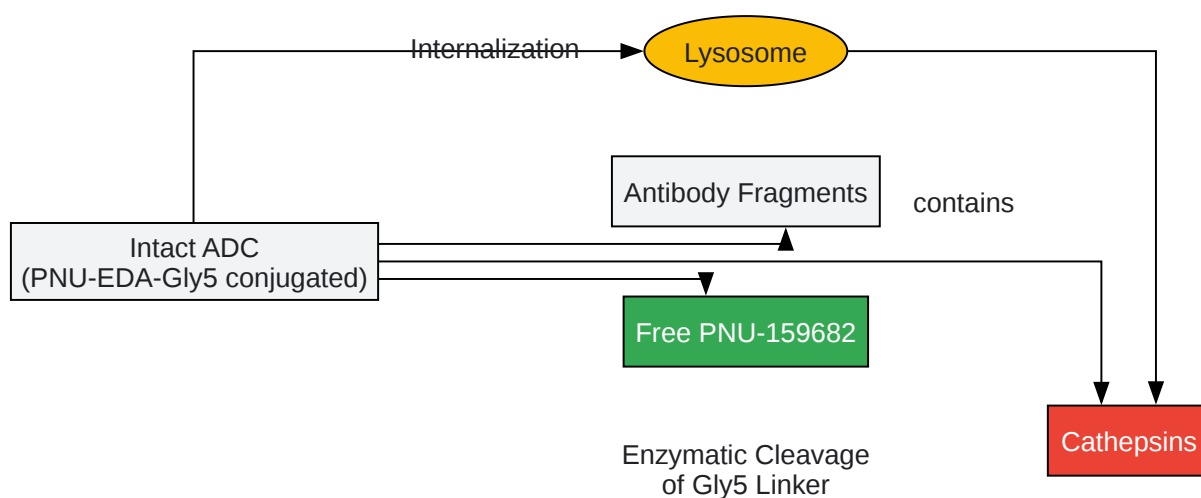 Internalization
Lysosome
Antibody Fragments
contains
Intact ADC
(PNU-EDA-Gly5 conjugated)
Free PNU-159682
Cathepsins
Enzymatic Cleavage
of Gly5 Linker